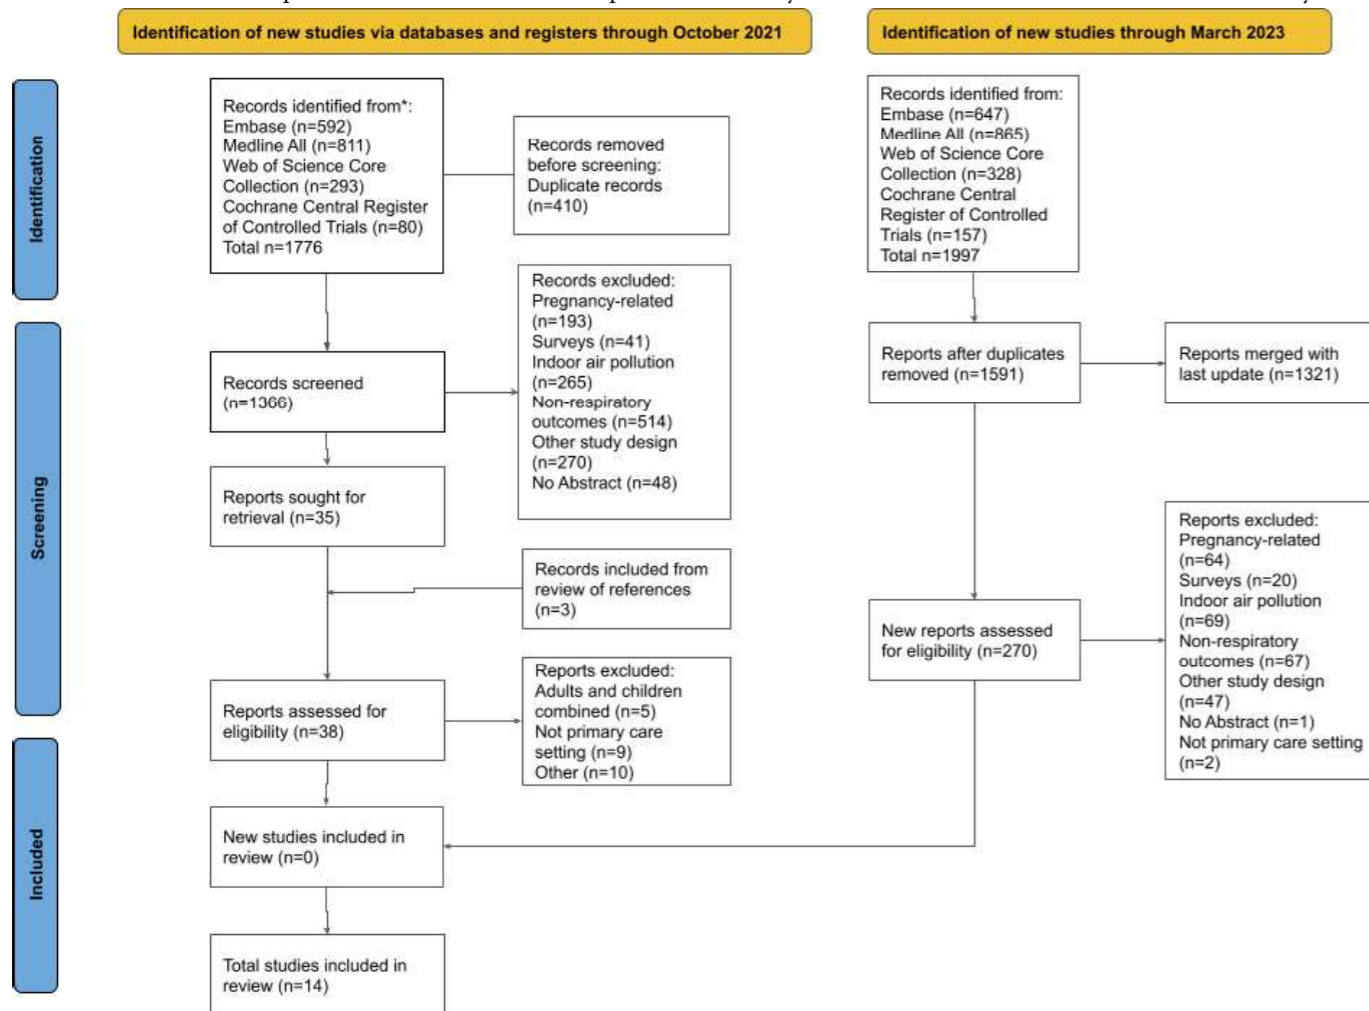 Identification of new studies via databases and registers through October 2021
Identification of new studies through March 2023
Identification
Records identified from*:
Embase (n=592)
Medline All (n=811)
Web of Science Core
Collection (n=293)
Cochrane Central Register
of Controlled Trials (n=80)
Total n=1776
Records removed
before screening:
Duplicate records
(n=410)
Records identified from:
Embase (n=647)
Medline All (n=865)
Web of Science Core
Collection (n=328)
Cochrane Central
Register of Controlled
Trials (n=157)
Total n=1997
Screening
Records screened
(n=1366)
Records excluded:
Pregnancy-related
(n=193)
Surveys (n=41)
Indoor air pollution
(n=265)
Non-respiratory
outcomes (n=514)
Other study design
(n=270)
No Abstract (n=48)
Reports after duplicates
removed (n=1591)
Reports merged with
last update (n=1321)
Reports sought for
retrieval (n=35)
Records included from
review of references
(n=3)
Reports assessed for
eligibility (n=38)
Reports excluded:
Adults and children
combined (n=5)
Not primary care
setting (n=9)
Other (n=10)
New reports assessed
for eligibility (n=270)
Reports excluded:
Pregnancy-related
(n=64)
Surveys (n=20)
Indoor air pollution
(n=69)
Non-respiratory
outcomes (n=67)
Other study design
(n=47)
No Abstract (n=1)
Not primary care setting
(n=2)
Included
New studies included in
review (n=0)
Total studies included in
review (n=14)